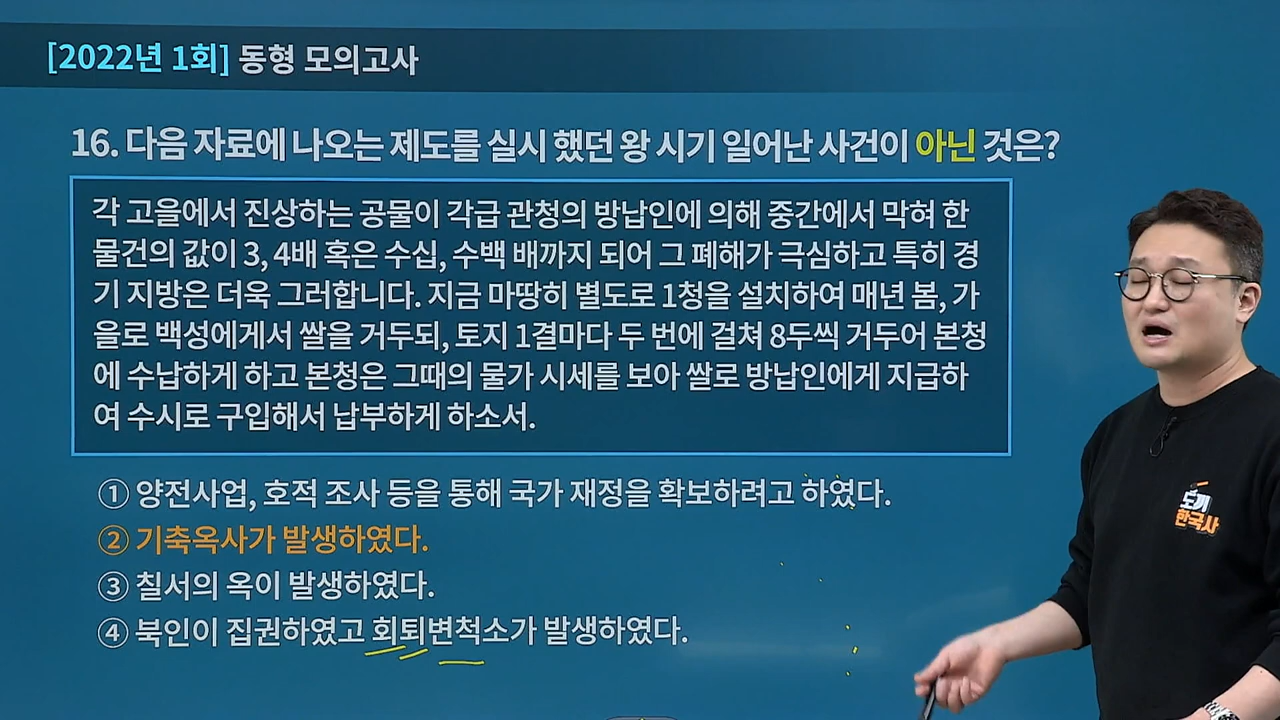 [2022년 1회] 동형 모의고사
16. 다음 자료에 나오는 제도를 실시 했던 왕 시기 일어난 사건이 아닌 것은?
각 고을에서 진상하는 공물이 각급 관청의 방납인에 의해 중간에서 막혀 한
물건의 값이 3, 4배 혹은 수십, 수백 배까지 되어 그 폐해가 극심하고 특히 경
기 지방은 더욱 그러합니다. 지금 마땅히 별도로 1청을 설치하여 매년 봄, 가
을로 백성에게서 쌀을 거두되, 토지 1결마다 두 번에 걸쳐 8두씩 거두어 본청
에 수납하게 하고 본청은 그때의 물가 시세를 보아 쌀로 방납인에게 지급하
여 수시로 구입해서 납부하게 하소서.
① 양전사업, 호적 조사 등을 통해 국가 재정을 확보하려고 하였다.
② 기축옥사가 발생하였다.
③ 칠서의 옥이 발생하였다.
④ 북인이 집권하였고 회퇴변척소가 발생하였다.
도끼
한국사